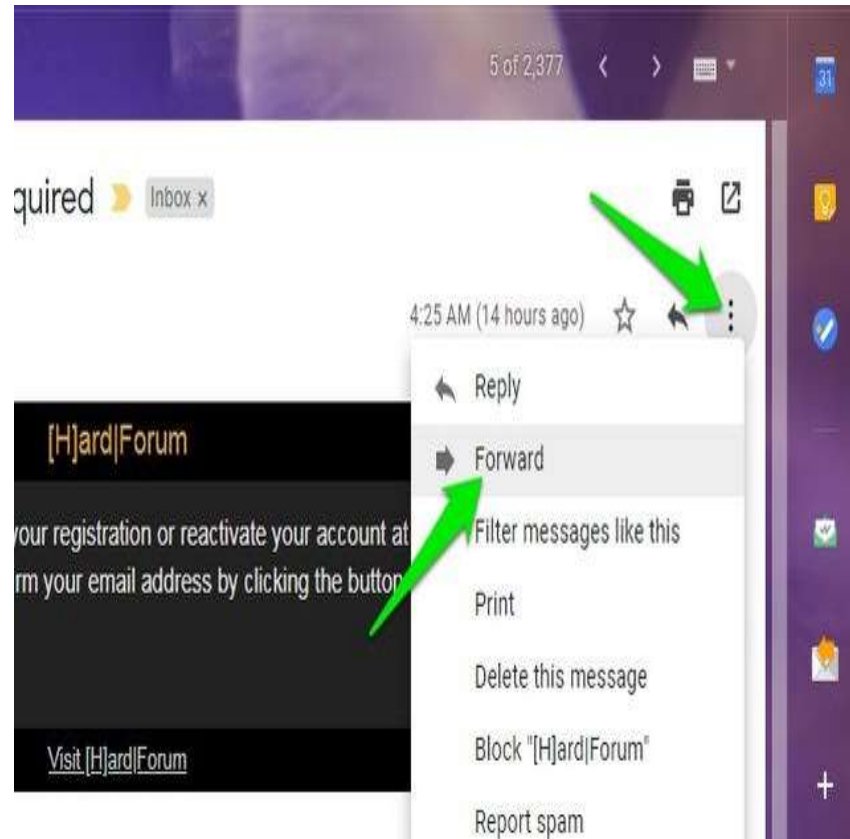 5 of 2,377
31
quired
Inbox x
4:25 AM (14 hours ago)
Reply
[H]ard|Forum
Forward
your registration or reactivate your account at
Filter messages like this
rm your email address by clicking the button
Print
Delete this message
Visit [H]ard|Forum
Block "[H]ard|Forum"
Report spam